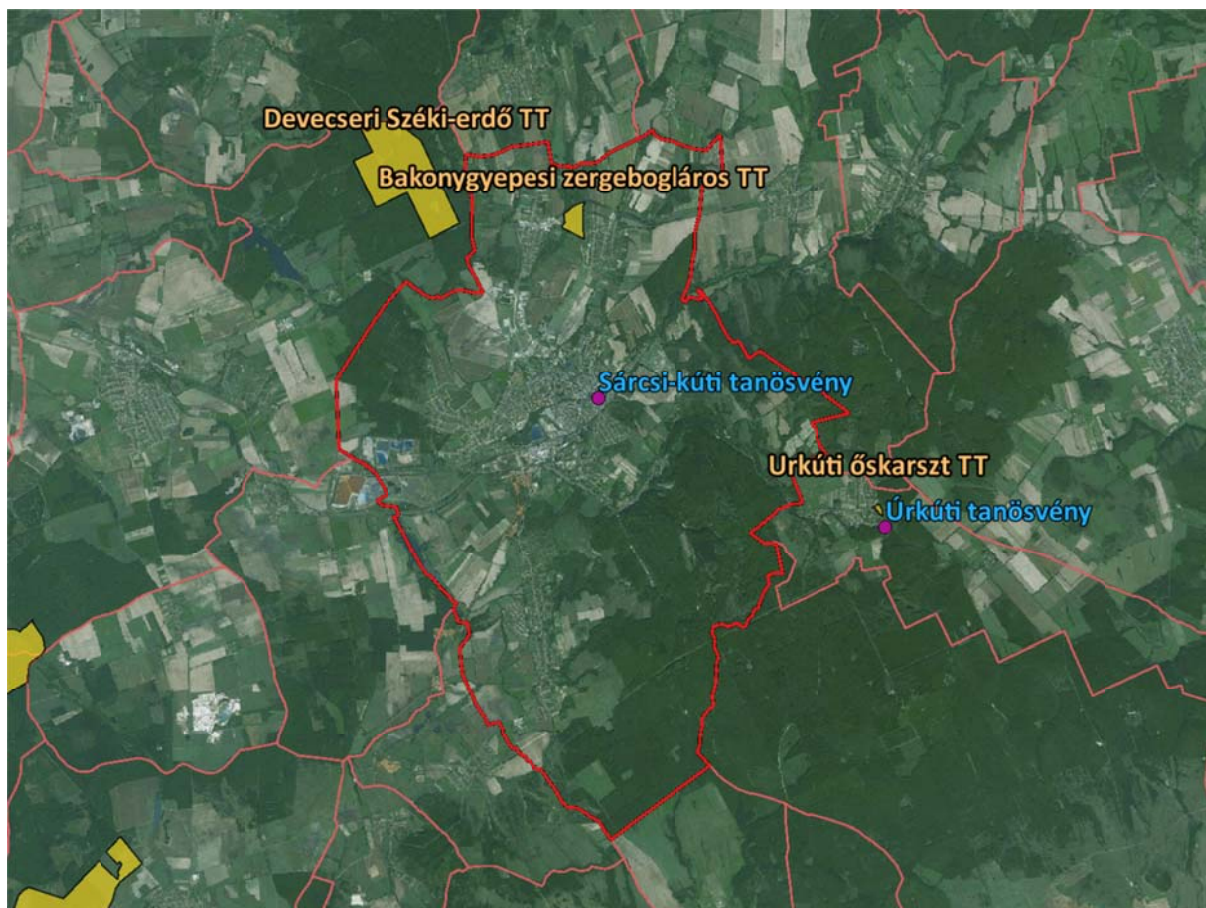 Devecseri Széki-erdő TT
Bakonygyepesi zergebogláros TT
Sárcsi-kúti tanösvény
Urkúti őskarszt TT
Úrkúti tanösvény